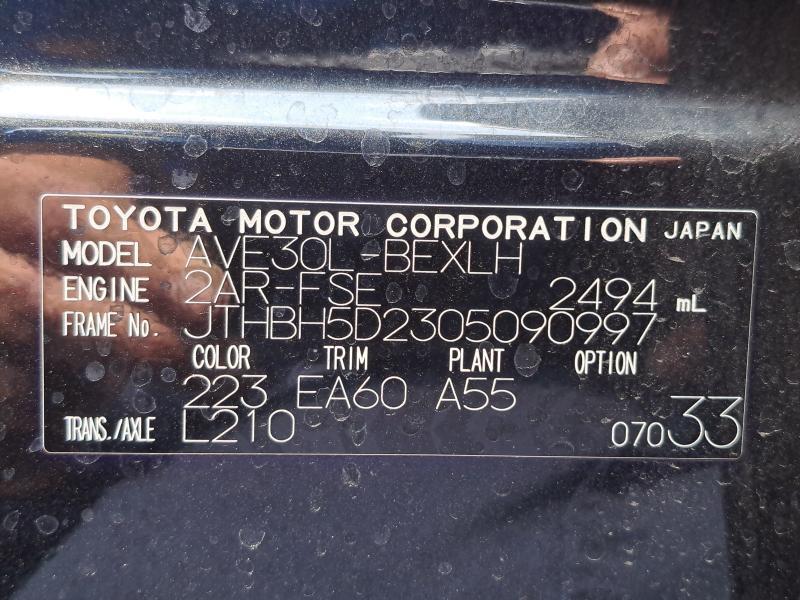 TOYOTA MOTOR CORPORATION JAPAN
MODEL AVE30L-BEXLH
ENGINE 2AR-FSE 2494 mL
FRAME No. JTHBH5D2305090997
COLOR TRIM PLANT OPTION
223 EA60 A55
TRANS./AXLE L210 07033